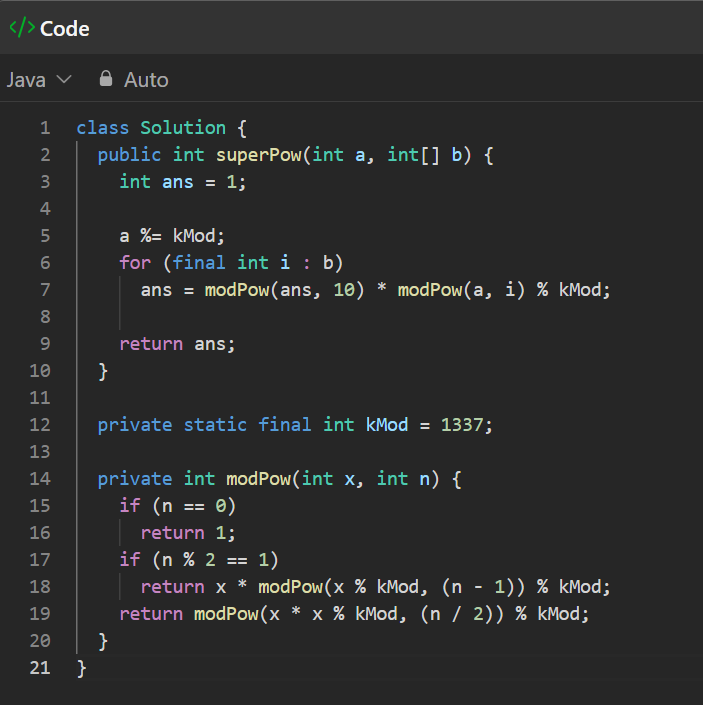 </> Code
Java Auto
1 class Solution {
2 public int superPow(int a, int[] b) {
3 int ans = 1;
4
5 a %= kMod;
6 for (final int i : b)
7 ans = modPow(ans, 10) * modPow(a, i) % kMod;
8
9 return ans;
10 }
11
12 private static final int kMod = 1337;
13
14 private int modPow(int x, int n) {
15 if (n == 0)
16 return 1;
17 if (n % 2 == 1)
18 return x * modPow(x % kMod, (n - 1)) % kMod;
19 return modPow(x * x % kMod, (n / 2)) % kMod;
20 }
21 }